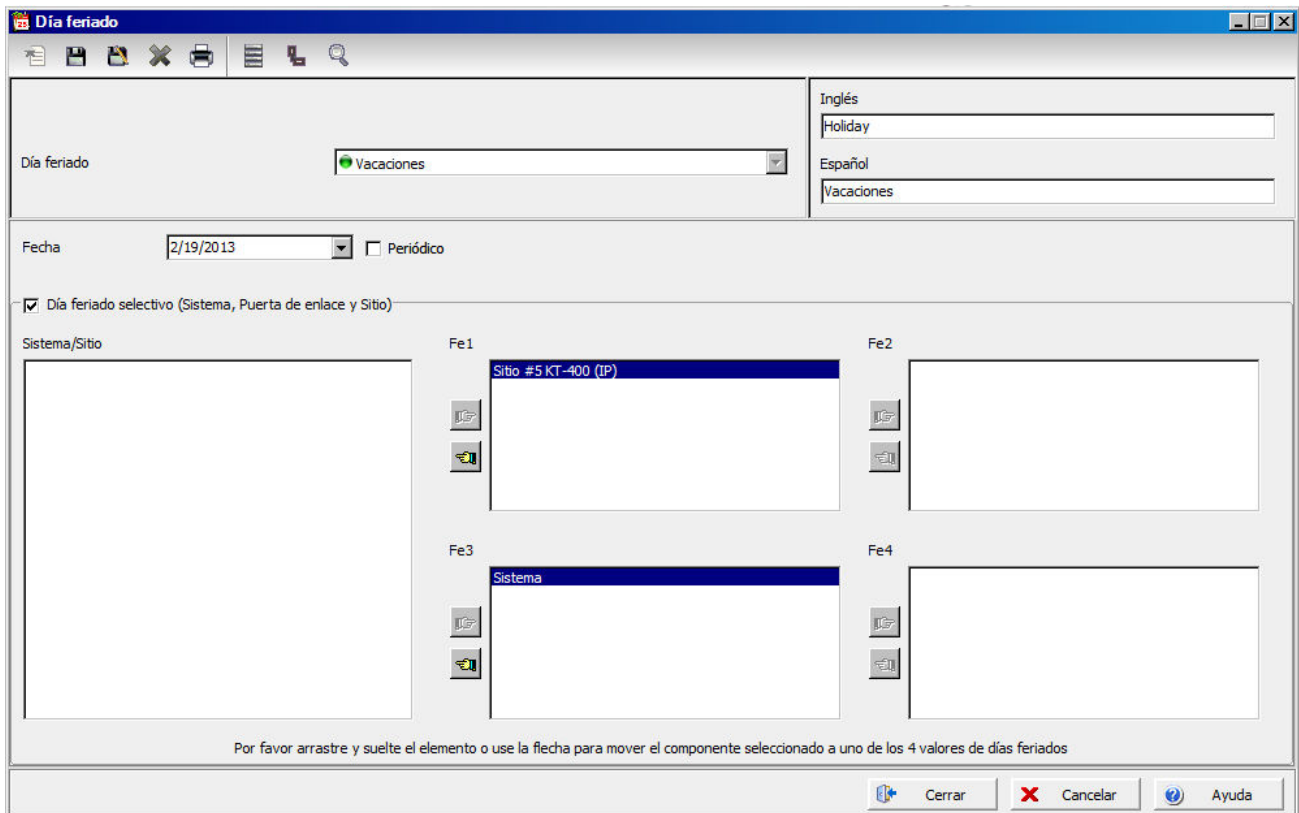 Día feriado
Inglés
Holiday
Día feriado
Vacaciones
Español
Vacaciones
Fecha
2/19/2013
Periódico
Día feriado selectivo (Sistema, Puerta de enlace y Sitio)
Sistema/Sitio
Fe1
Fe2
Sitio #5 KT-400 (IP)
Fe3
Fe4
Sistema
Por favor arrastre y suelte el elemento o use la flecha para mover el componente seleccionado a uno de los 4 valores de días feriados
Cerrar
Cancelar
Ayuda